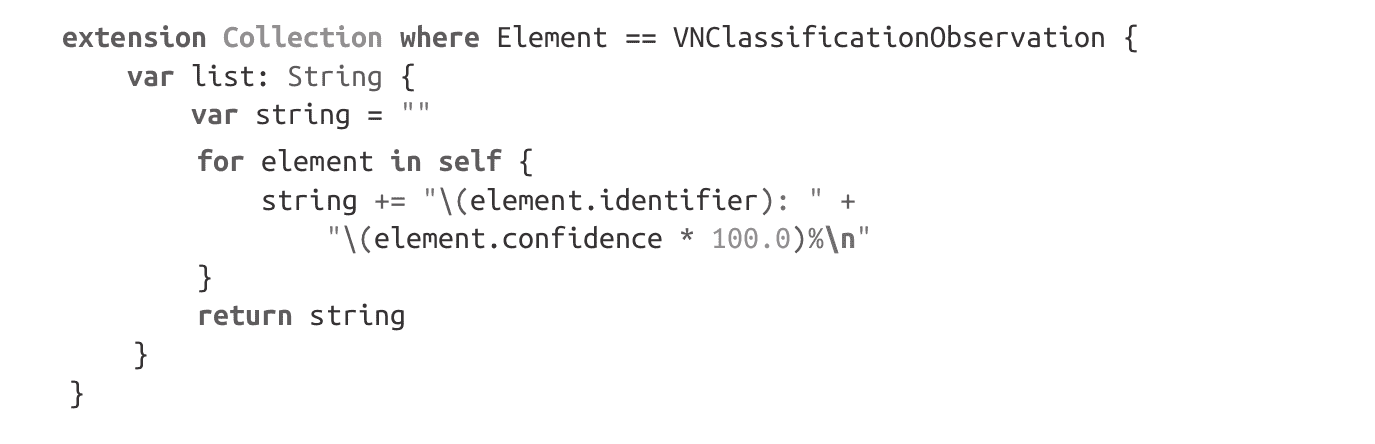 extension Collection where Element == VNClassificationObservation {
    var list: String {
        var string = ""
        for element in self {
            string += "\(element.identifier): " +
                "\(element.confidence * 100.0)%\n"
        }
        return string
    }
}